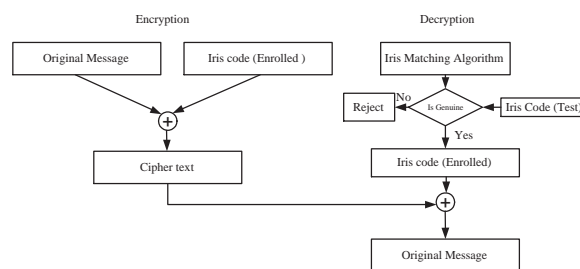 Encryption
Decryption
Original Message
Iris code (Enrolled )
Iris Matching Algorithm
Reject
No
Is Genuine
Iris Code (Test)
Yes
Cipher text
Iris code (Enrolled)
Original Message